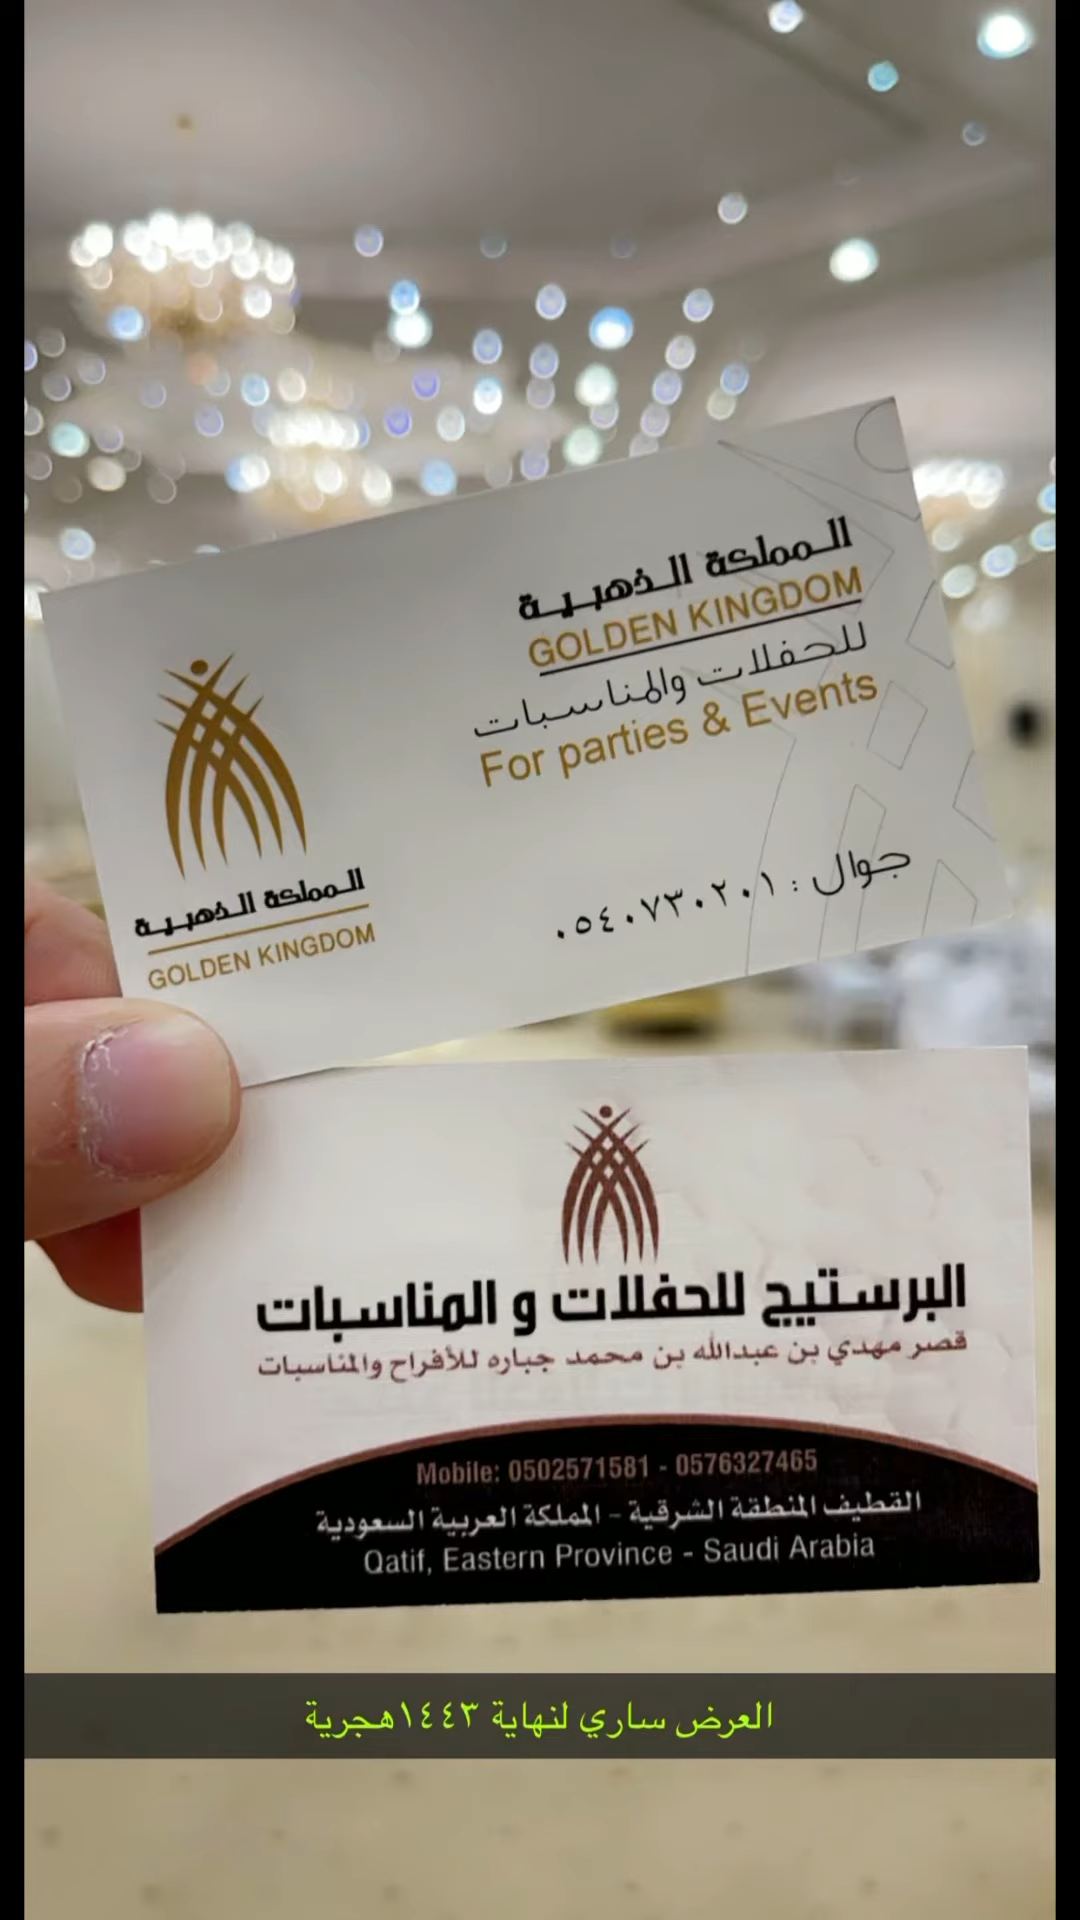 المملكة الذهبية
GOLDEN KINGDOM
للحفلات والمناسبات
For parties & Events
جوال : ٠٥٤٠٧٣٠٢٠١
المملكة الذهبية
GOLDEN KINGDOM
البرستيج للحفلات و المناسبات
قصر مهدي بن عبدالله بن محمد جباره للأفراح والمناسبات
Mobile: 0502571581 - 0576327465
القطيف المنطقة الشرقية - المملكة العربية السعودية
Qatif, Eastern Province - Saudi Arabia
العرض ساري لنهاية ١٤٤٣هجرية